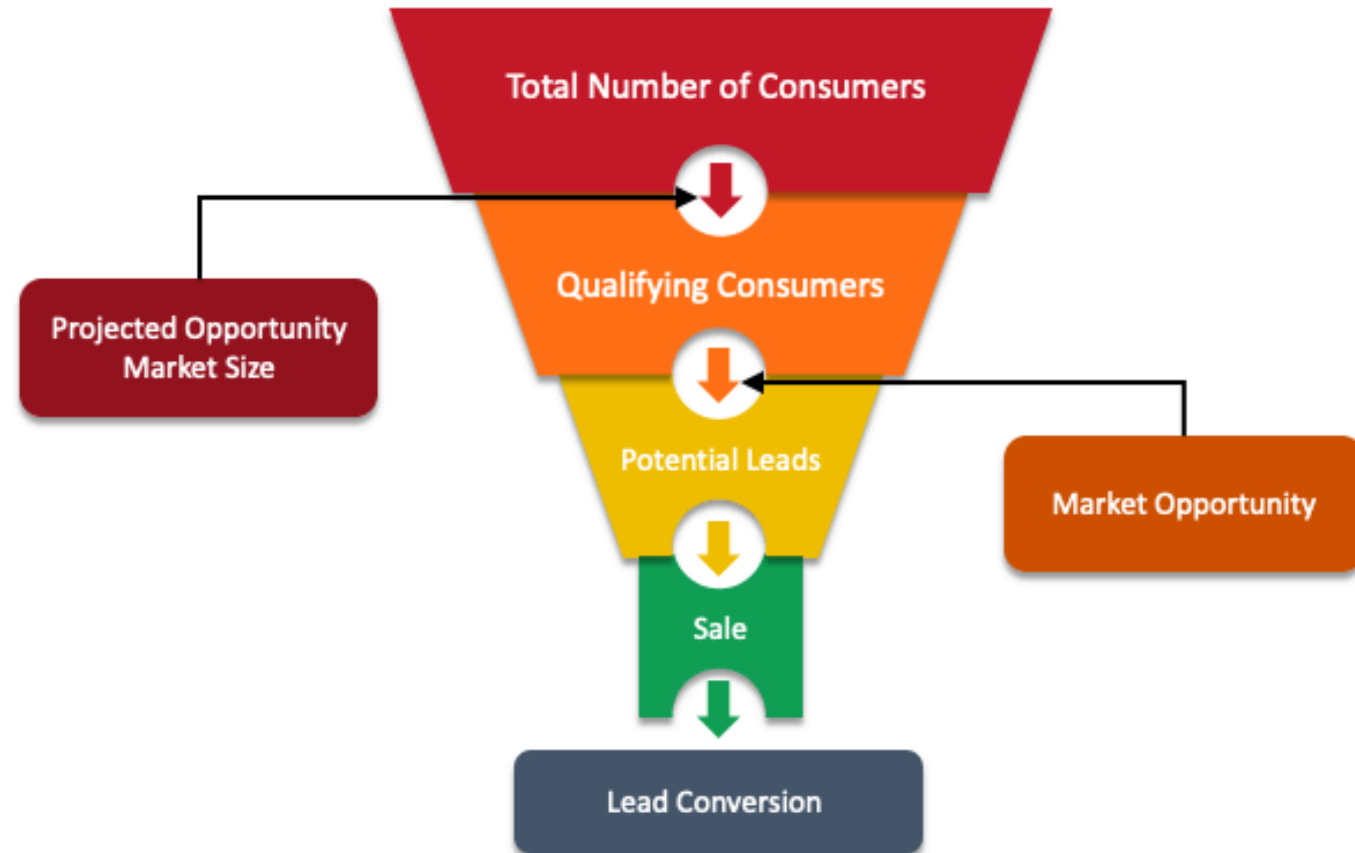 Total Number of Consumers
Qualifying Consumers
Projected Opportunity
Market Size
Potential Leads
Market Opportunity
Sale
Lead Conversion